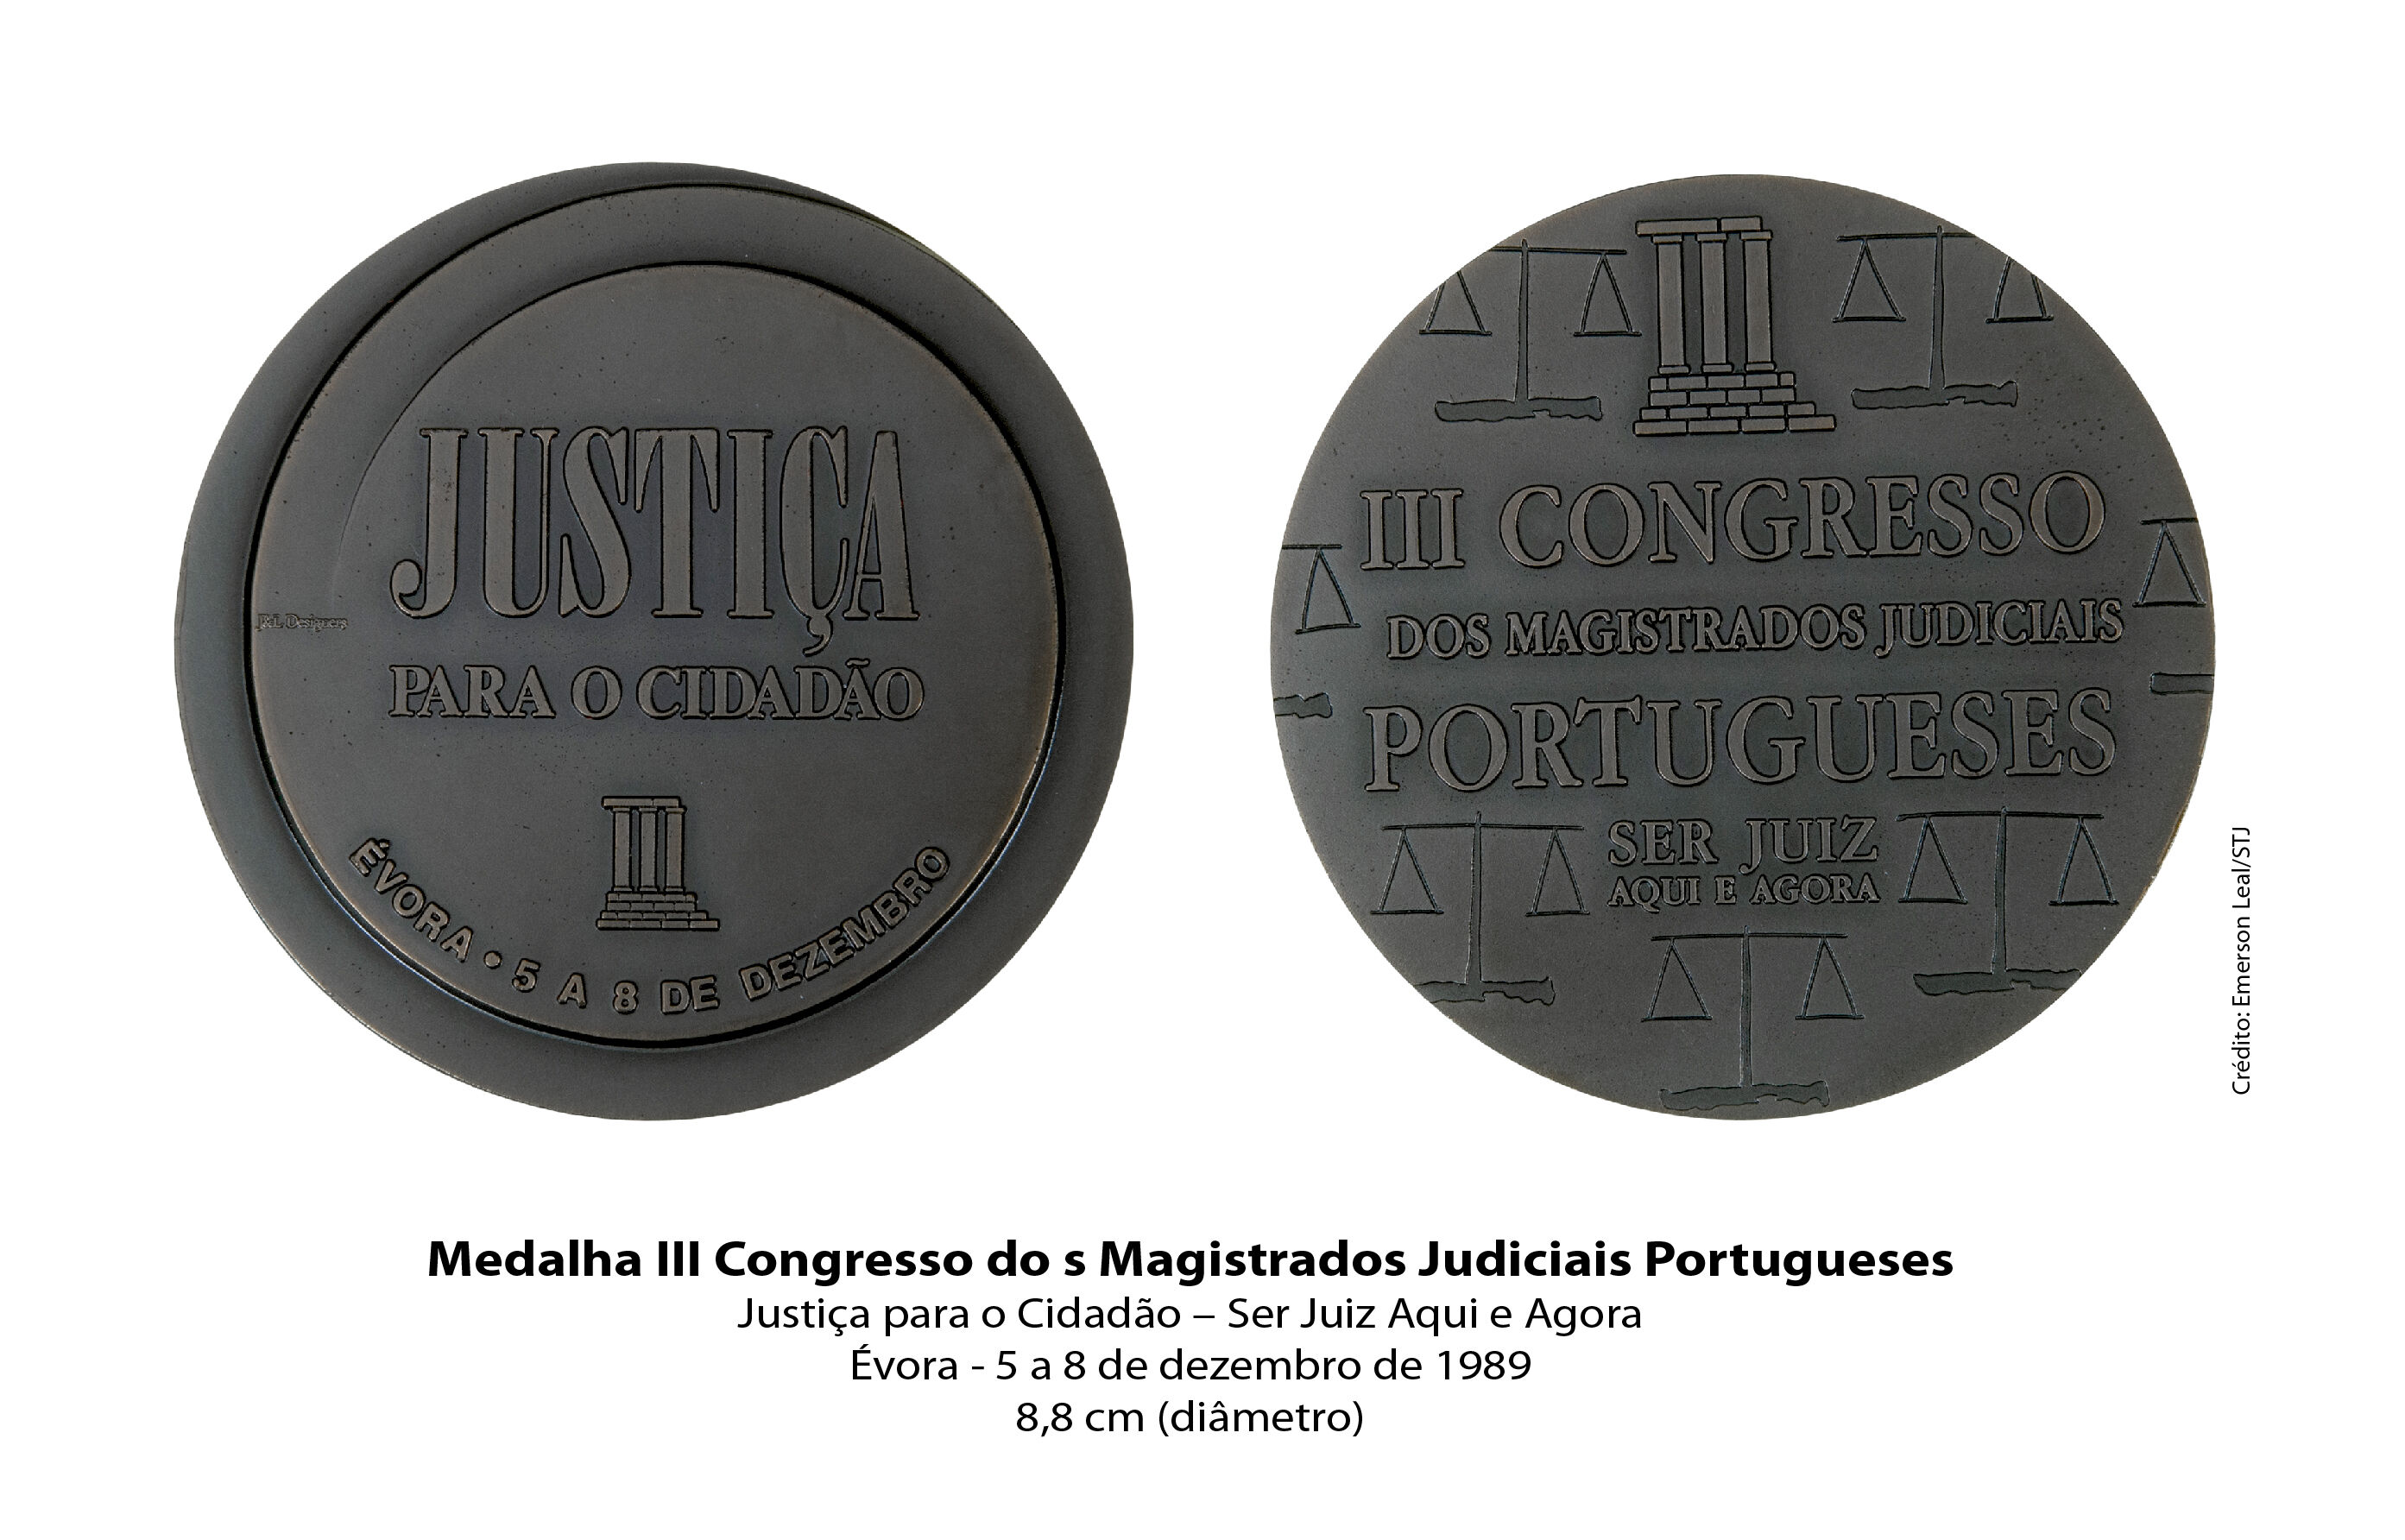 JUSTIÇA
PARA O CIDADÃO
ÉVORA • 5 A 8 DE DEZEMBRO
J&L Designers
III CONGRESSO
DOS MAGISTRADOS JUDICIAIS
PORTUGUESES
SER JUIZ
AQUI E AGORA
Crédito: Emerson Leal/STJ
Medalha III Congresso do s Magistrados Judiciais Portugueses
Justiça para o Cidadão – Ser Juiz Aqui e Agora
Évora - 5 a 8 de dezembro de 1989
8,8 cm (diâmetro)